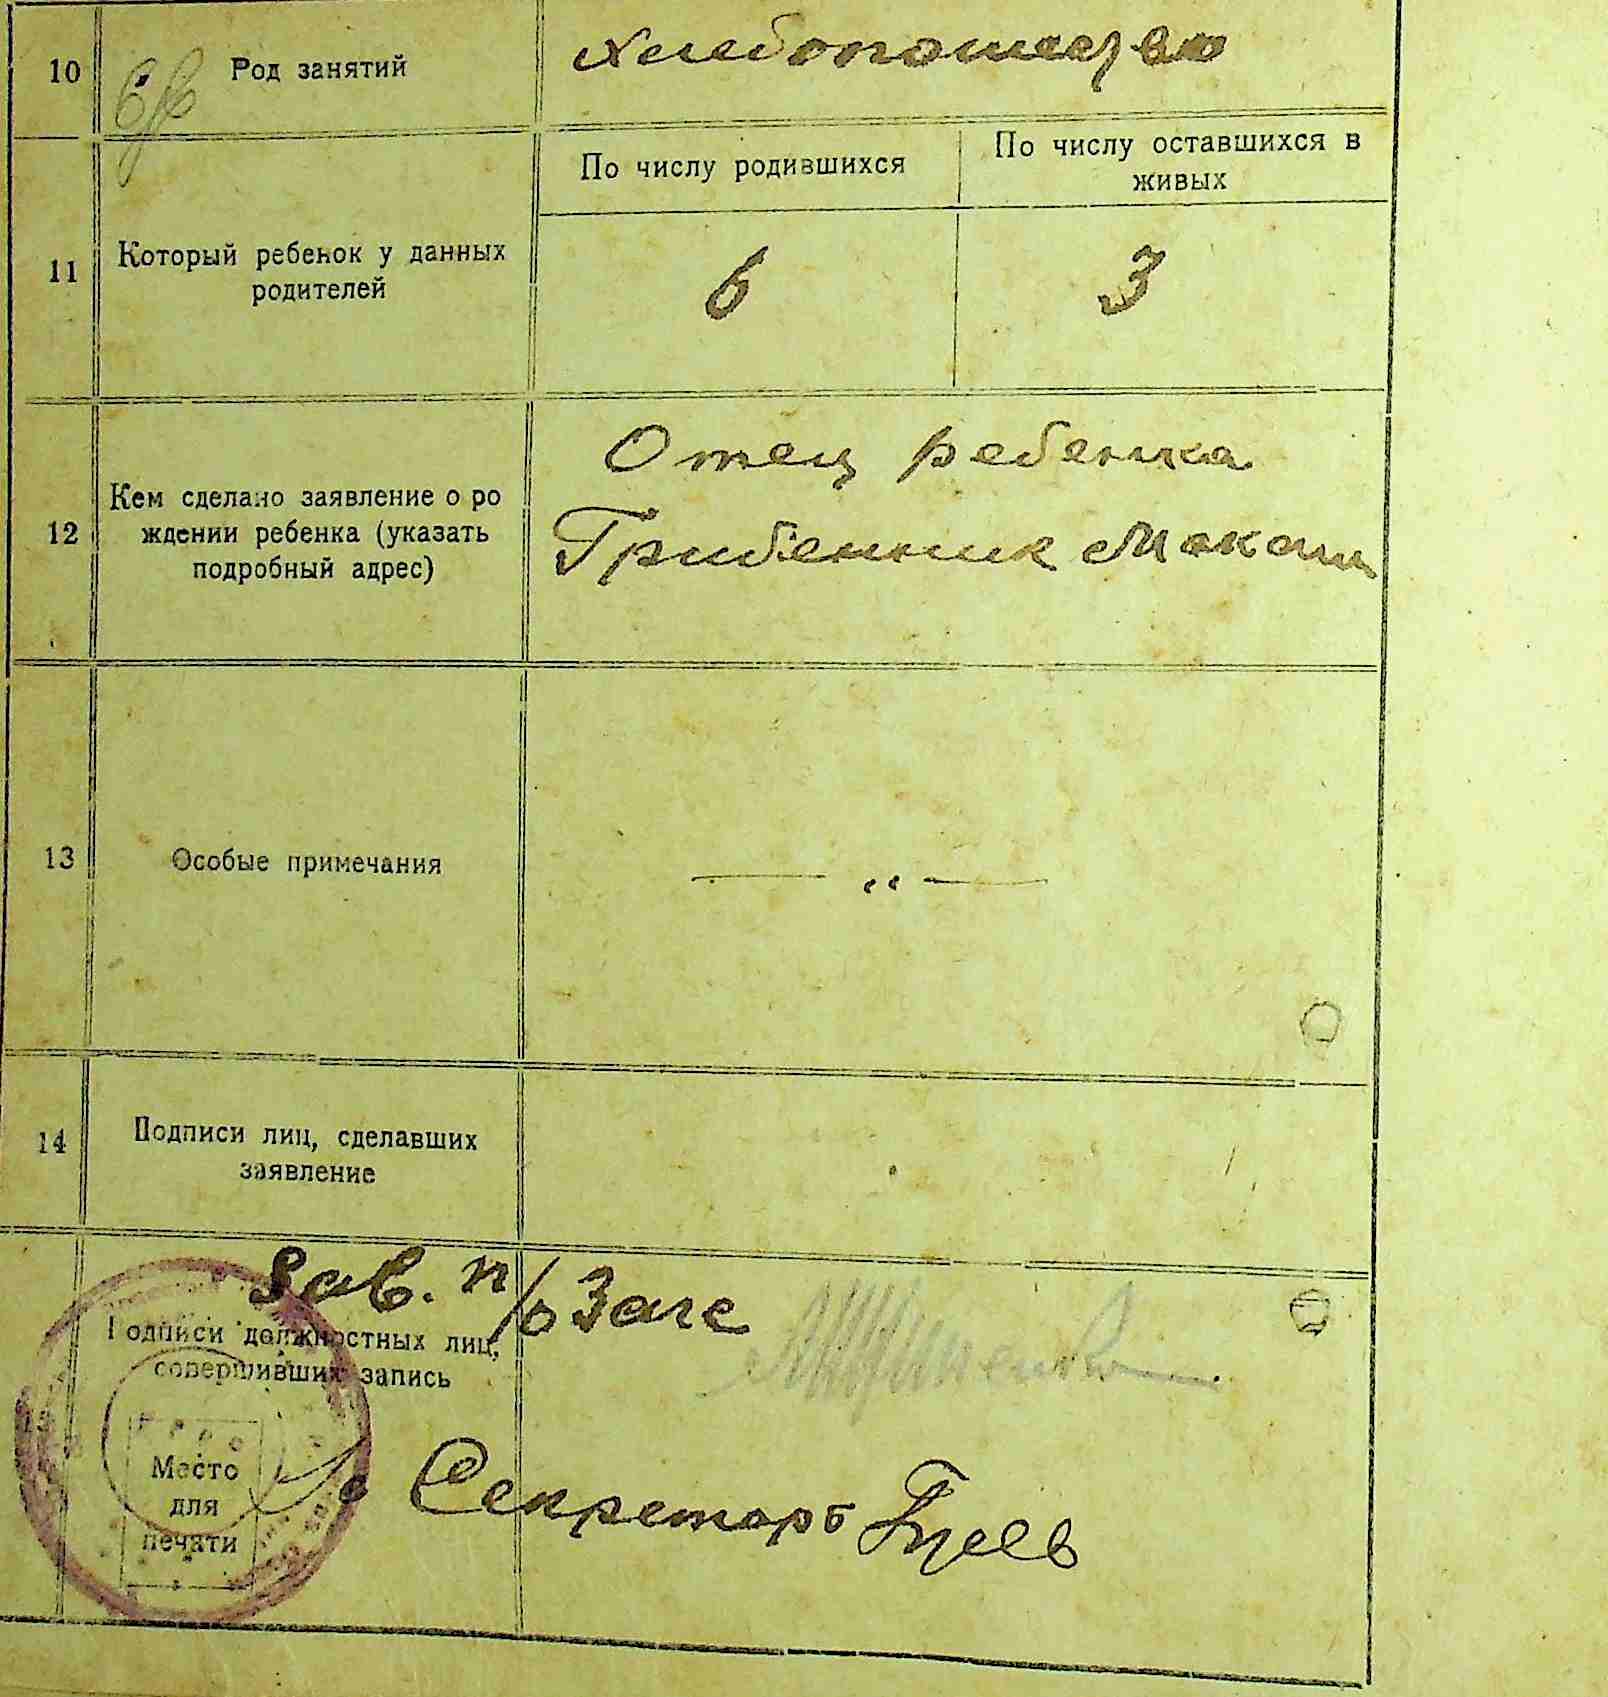 10
Род занятий
По числу родившихся
По числу оставшихся в
живых
11
Который ребенок у данных
родителей
6
3
12
Кем сделано заявление о ро
ждении ребенка (указать
подробный адрес)
Отец ребенка
Грибенник Максим
13
Особые примечания
— „ —
14
Подписи лиц, сделавших
заявление
Зав. п/о Загс
Подписи должностных лиц,
совершивших запись
Место
для
печати
Секретарь Гусев